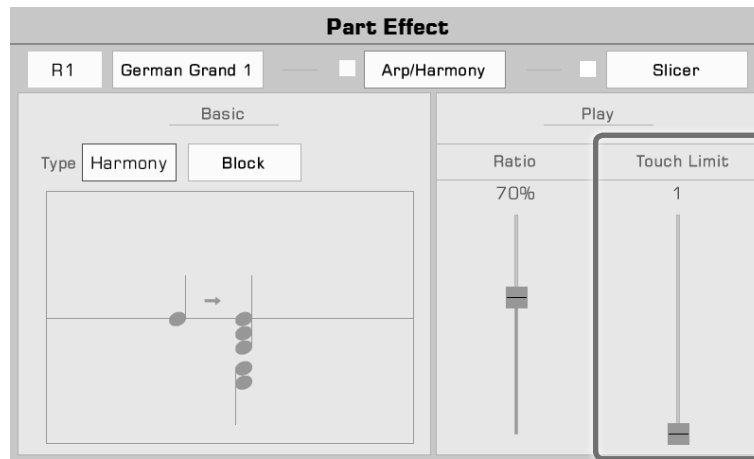 Part Effect
R1 German Grand 1 Arp/Harmony Slicer
Basic
Type Harmony Block
Play
Ratio Touch Limit
70% 1